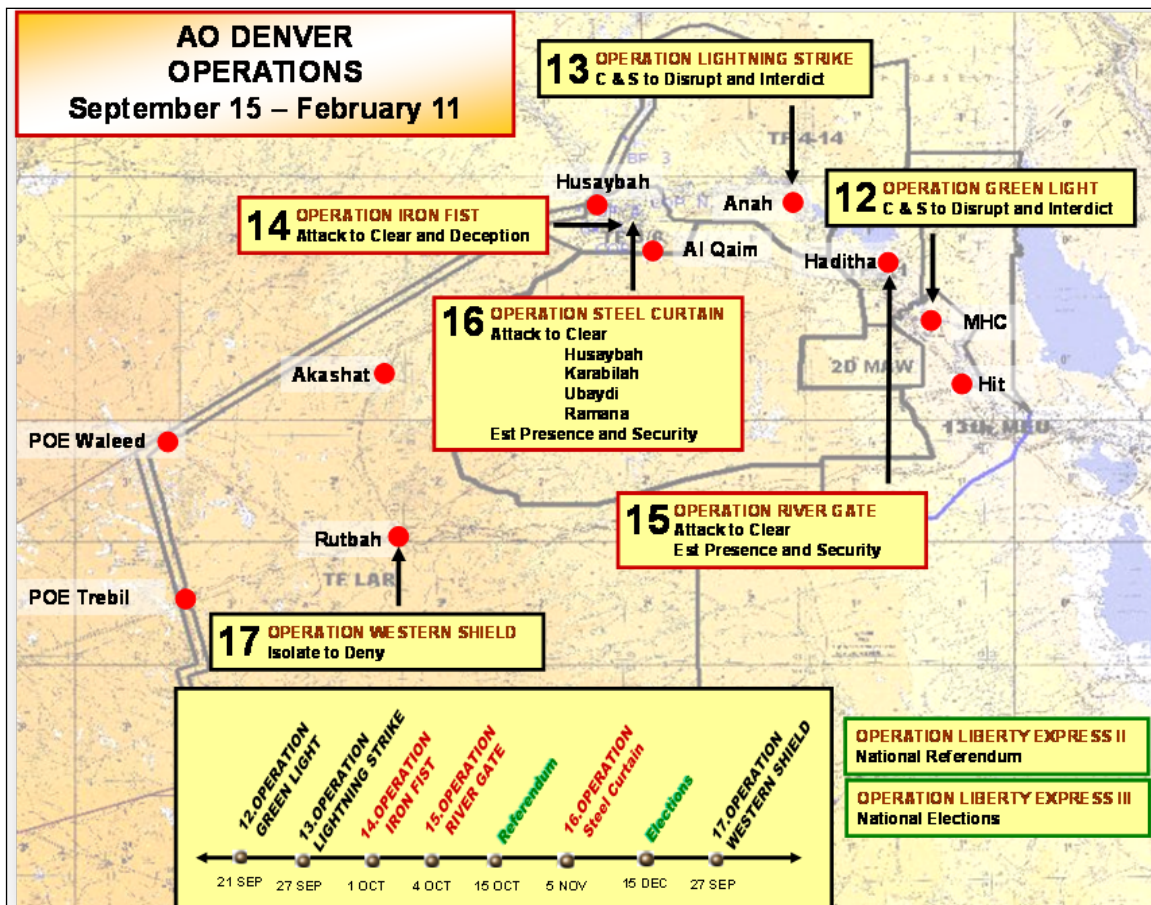 AO DENVER
OPERATIONS
September 15 – February 11
13 OPERATION LIGHTNING STRIKE
C & S to Disrupt and Interdict
TF 4-14
BF 3
Husaybah
Anah
12 OPERATION GREEN LIGHT
C & S to Disrupt and Interdict
14 OPERATION IRON FIST
Attack to Clear and Deception
Al Qaim
Haditha
16 OPERATION STEEL CURTAIN
Attack to Clear
Husaybah
Karabilah
Ubaydi
Ramana
Est Presence and Security
MHC
2D MAW
Akashat
Hit
13th MEU
POE Waleed
15 OPERATION RIVER GATE
Attack to Clear
Est Presence and Security
Rutbah
TF LAR
POE Trebil
17 OPERATION WESTERN SHIELD
Isolate to Deny
12.OPERATION
GREEN LIGHT
13.OPERATION
LIGHTNING STRIKE
14.OPERATION
IRON FIST
15.OPERATION
RIVER GATE
Referendum
16.OPERATION
Steel Curtain
Elections
17.OPERATION
WESTERN SHIELD
21 SEP
27 SEP
1 OCT
4 OCT
15 OCT
5 NOV
15 DEC
27 SEP
OPERATION LIBERTY EXPRESS II
National Referendum
OPERATION LIBERTY EXPRESS III
National Elections